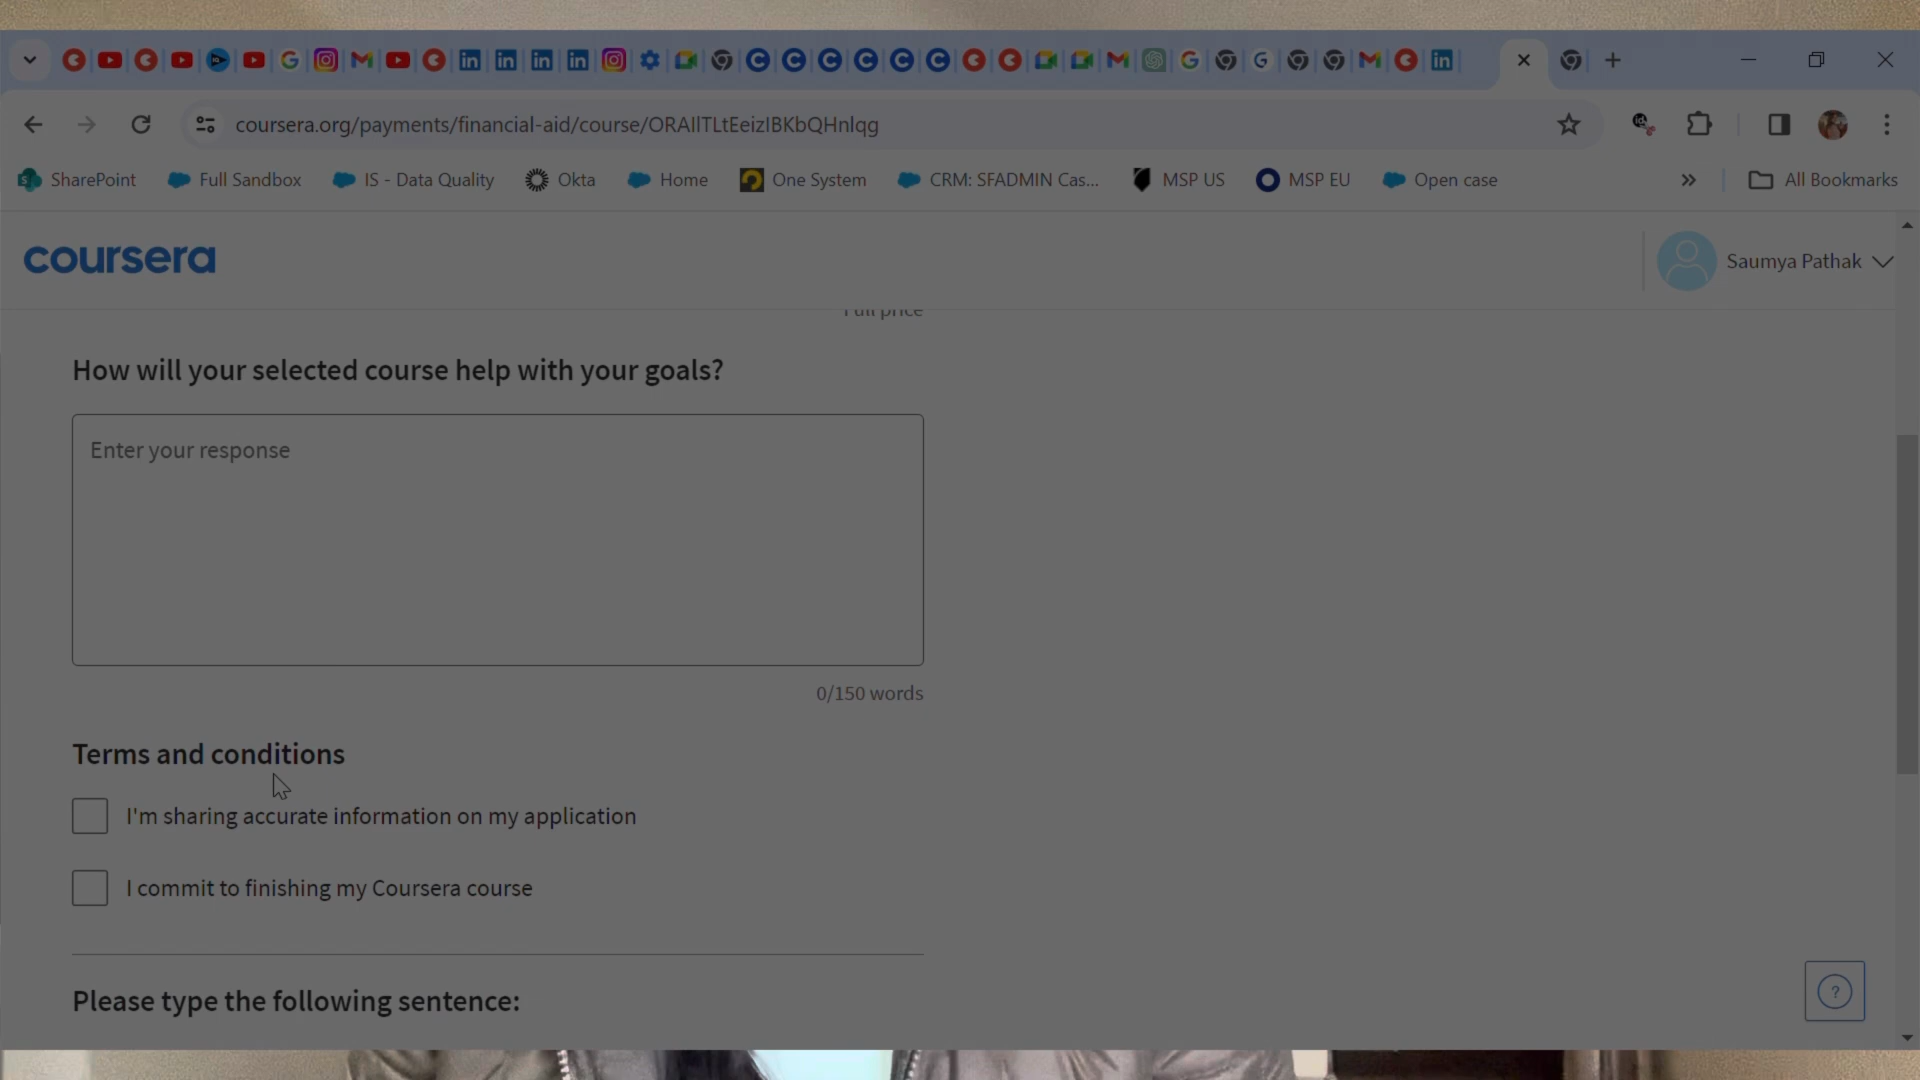 coursera.org/payments/financial-aid/course/ORAIlTLtEeizIBKbQHnlqg
SharePoint Full Sandbox IS - Data Quality Okta Home One System CRM: SFADMIN Cas... MSP US MSP EU Open case » All Bookmarks
coursera
Saumya Pathak
Full price
How will your selected course help with your goals?
Enter your response
0/150 words
Terms and conditions
I'm sharing accurate information on my application
I commit to finishing my Coursera course
Please type the following sentence: